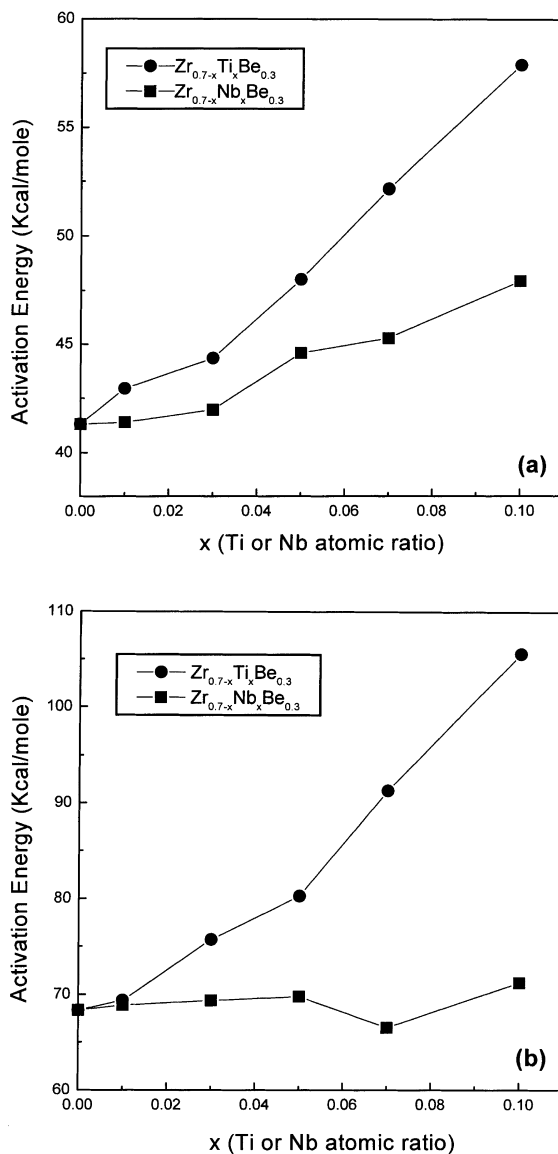 60
55
50
45
40
Activation Energy (Kcal/mole)
Zr0.7-xTixBe0.3
Zr0.7-xNbxBe0.3
(a)
0.00 0.02 0.04 0.06 0.08 0.10
x (Ti or Nb atomic ratio)
110
100
90
80
70
60
Activation Energy (Kcal/mole)
Zr0.7-xTixBe0.3
Zr0.7-xNbxBe0.3
(b)
0.00 0.02 0.04 0.06 0.08 0.10
x (Ti or Nb atomic ratio)